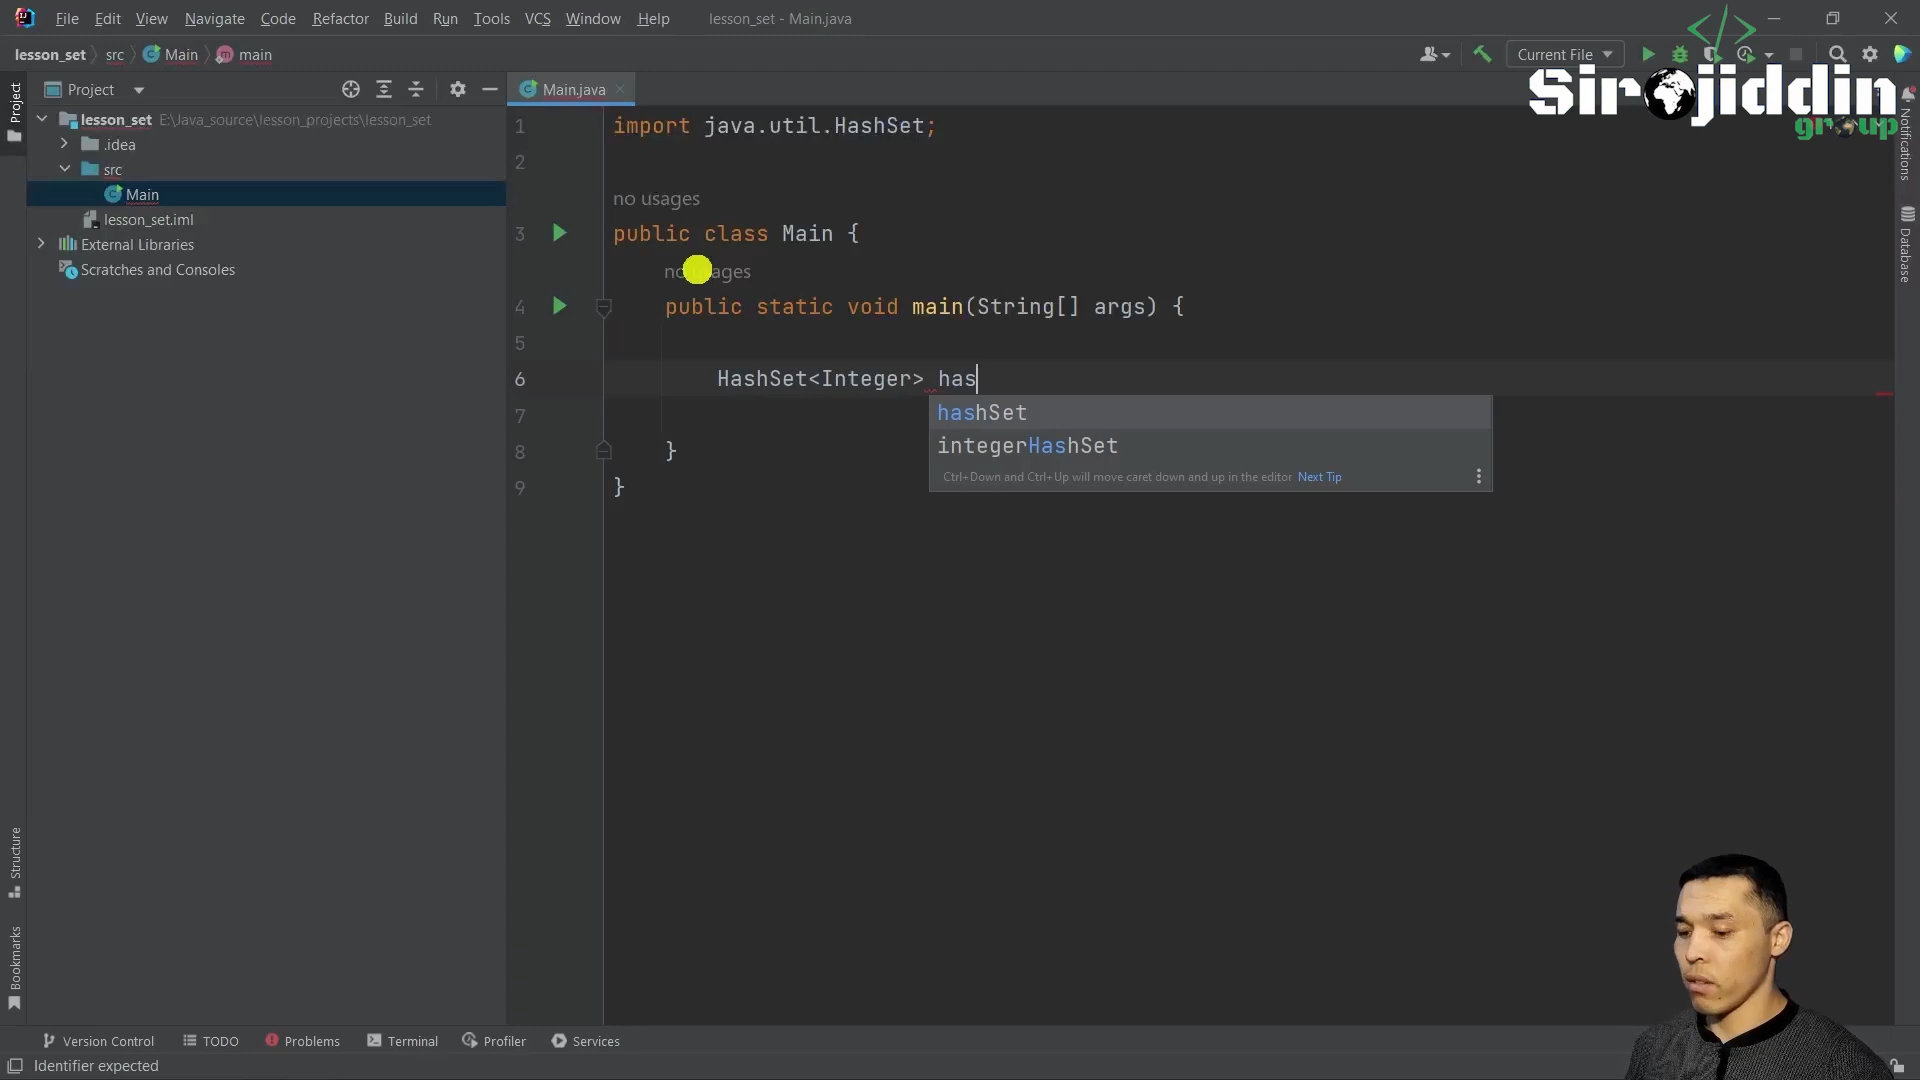 File Edit View Navigate Code Refactor Build Run Tools VCS Window Help lesson_set - Main.java
lesson_set src Main main
Current File
</>
Sirojiddin
group
Project
Main.java
Project
lesson_set E:\Java_source\lesson_projects\lesson_set
.idea
src
Main
lesson_set.iml
External Libraries
Scratches and Consoles
1 import java.util.HashSet;
2
no usages
3 public class Main {
no usages
4 public static void main(String[] args) {
5
6 HashSet<Integer> has
hashSet
7
integerHashSet
8 }
Ctrl+Down and Ctrl+Up will move caret down and up in the editor Next Tip
9 }
Notifications
Database
Structure
Bookmarks
Version Control TODO Problems Terminal Profiler Services
Identifier expected